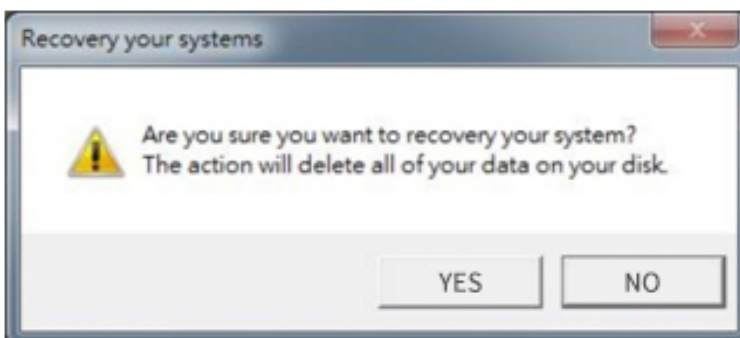 Recovery your systems
Are you sure you want to recovery your system?
The action will delete all of your data on your disk.
YES
NO